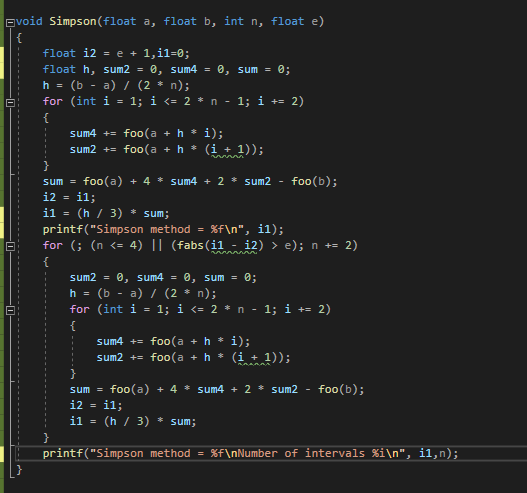 void Simpson(float a, float b, int n, float e)
{
float i2 = e + 1,i1=0;
float h, sum2 = 0, sum4 = 0, sum = 0;
h = (b - a) / (2 * n);
for (int i = 1; i <= 2 * n - 1; i += 2)
{
sum4 += foo(a + h * i);
sum2 += foo(a + h * (i + 1));
}
sum = foo(a) + 4 * sum4 + 2 * sum2 - foo(b);
i2 = i1;
i1 = (h / 3) * sum;
printf("Simpson method = %f\n", i1);
for (; (n <= 4) || (fabs(i1 - i2) > e); n += 2)
{
sum2 = 0, sum4 = 0, sum = 0;
h = (b - a) / (2 * n);
for (int i = 1; i <= 2 * n - 1; i += 2)
{
sum4 += foo(a + h * i);
sum2 += foo(a + h * (i + 1));
}
sum = foo(a) + 4 * sum4 + 2 * sum2 - foo(b);
i2 = i1;
i1 = (h / 3) * sum;
}
printf("Simpson method = %f\nNumber of intervals %i\n", i1,n);
}